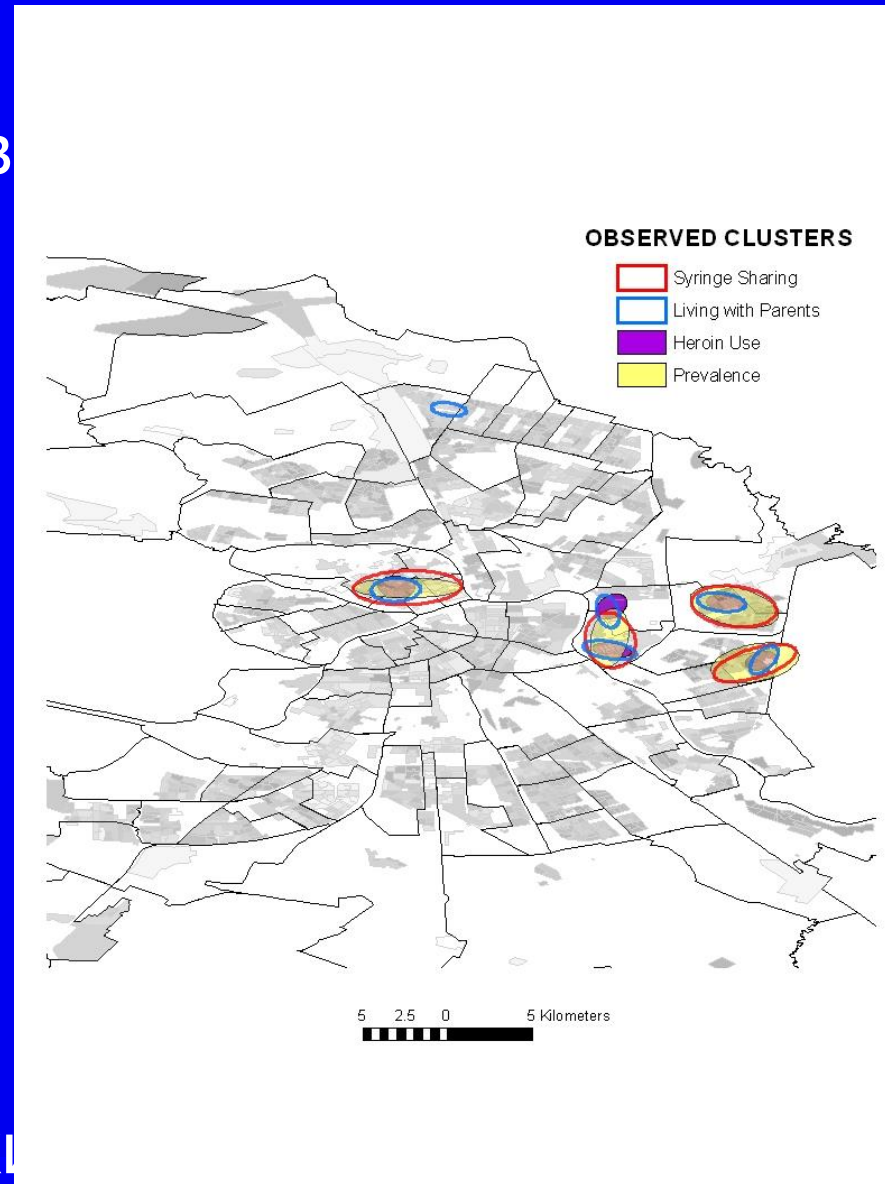 OBSERVED CLUSTERS
Syringe Sharing
Living with Parents
Heroin Use
Prevalence
5 2.5 0 5 Kilometers